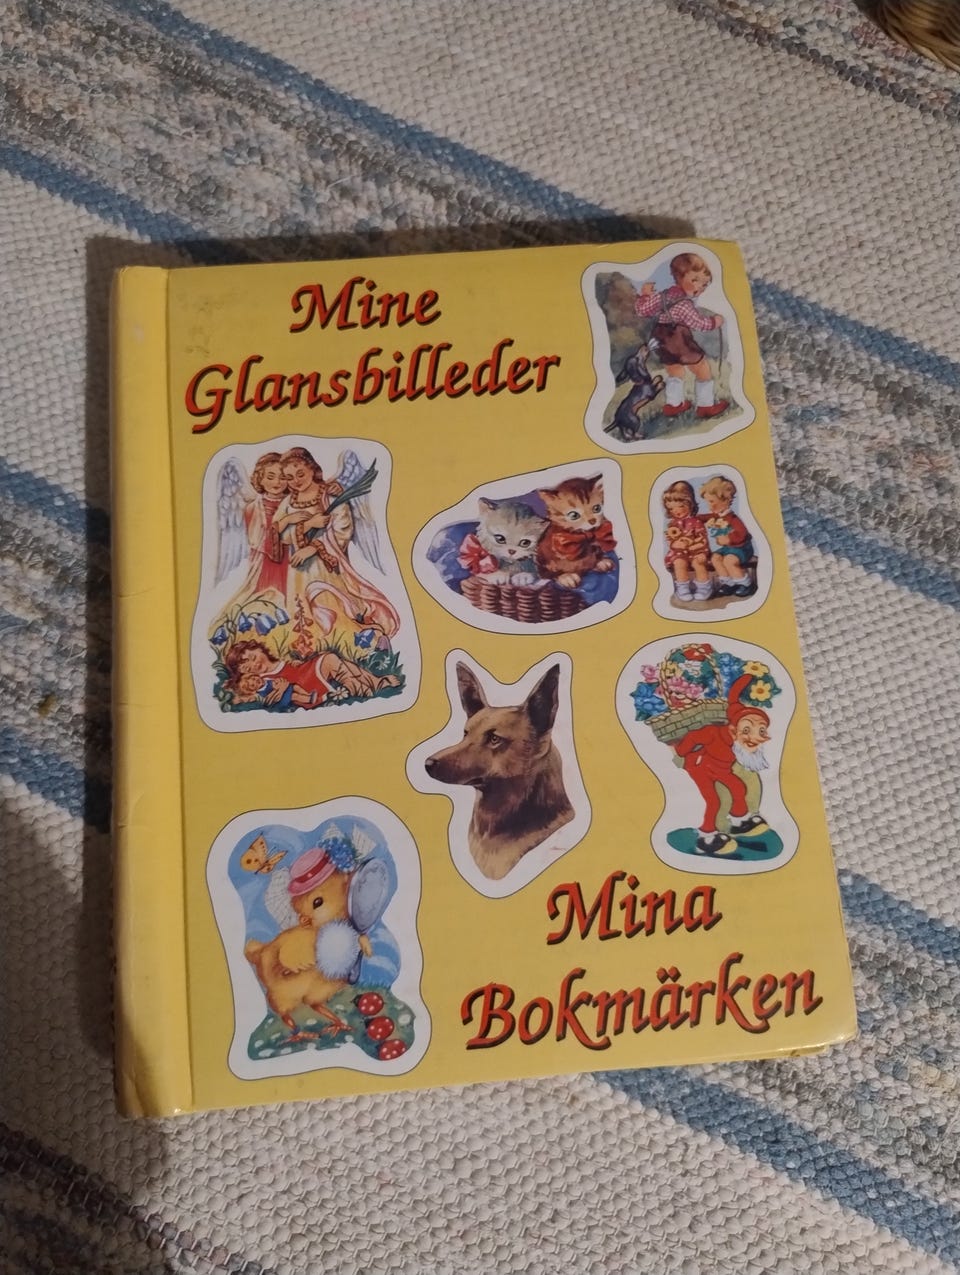 Mine
Glansbilleder
Mina
Bokmärken